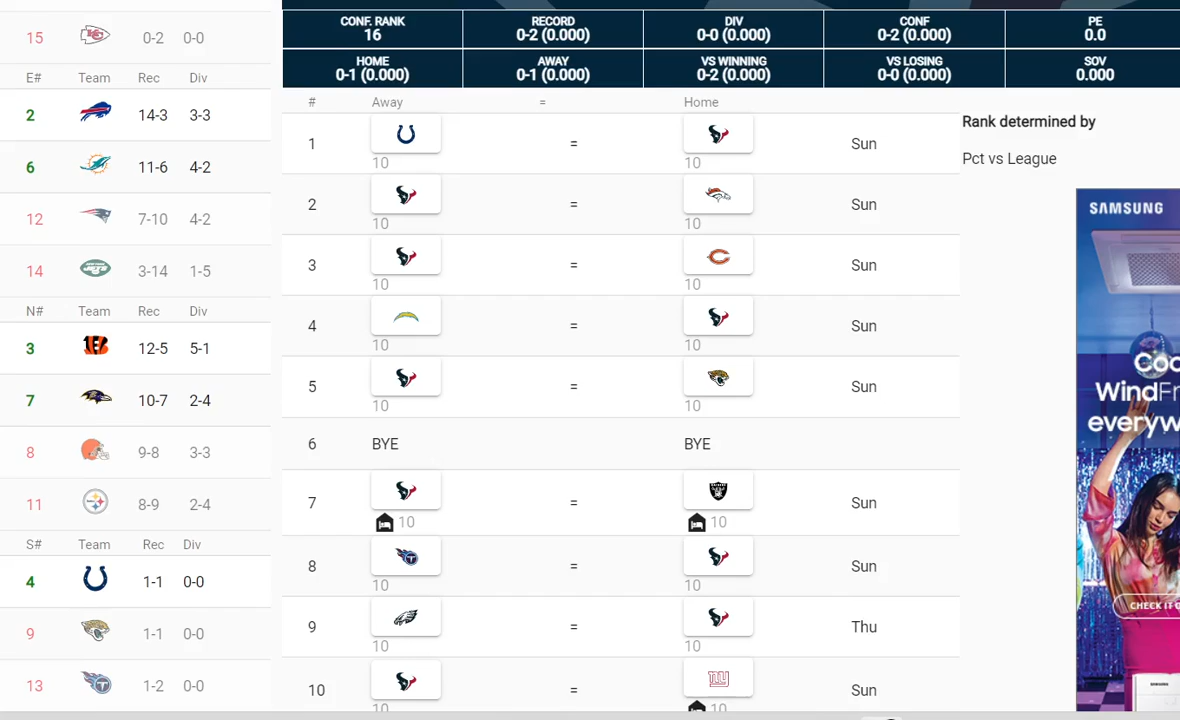 15 0-2 0-0
E# Team Rec Div
2 14-3 3-3
6 11-6 4-2
12 7-10 4-2
14 3-14 1-5
N# Team Rec Div
3 12-5 5-1
7 10-7 2-4
8 9-8 3-3
11 8-9 2-4
S# Team Rec Div
4 1-1 0-0
9 1-1 0-0
13 1-2 0-0
CONF. RANK RECORD DIV CONF PE
16 0-2 (0.000) 0-0 (0.000) 0-2 (0.000) 0.0
HOME AWAY VS WINNING VS LOSING SOV
0-1 (0.000) 0-1 (0.000) 0-2 (0.000) 0-0 (0.000) 0.000
# Away = Home
1 = Sun
10 10
2 = Sun
10 10
3 = Sun
10 10
4 = Sun
10 10
5 = Sun
10 10
6 BYE BYE
7 = Sun
10 10
8 = Sun
10 10
9 = Thu
10 10
10 = Sun
10 10
Rank determined by
Pct vs League
SAMSUNG
Coo
WindFr
everyw
CHECK IT O